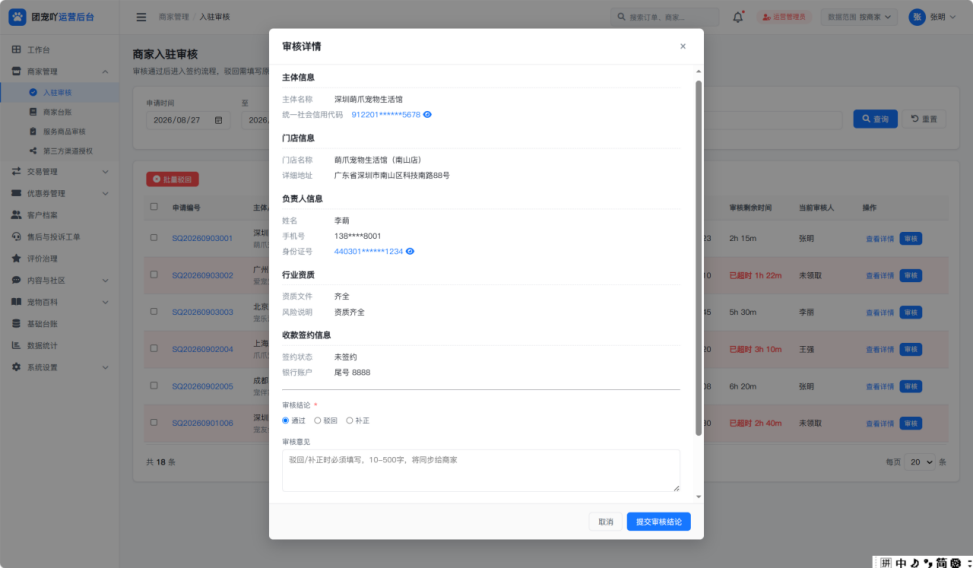 团宠吖运营后台
商家管理 / 入驻审核
搜索订单、商家...
运营管理员
数据范围 按商家
张 张明
工作台
商家管理
入驻审核
商家台账
服务商品审核
第三方渠道授权
交易管理
优惠券管理
客户档案
售后与投诉工单
评价治理
内容与社区
宠物百科
基础台账
数据统计
系统设置
商家入驻审核
审核通过后进入签约流程，驳回需填写原
申请时间 至
2026/08/27 2026/
查询 重置
批量驳回
申请编号 主体 审核剩余时间 当前审核人 操作
SQ20260903001 深圳 23 2h 15m 张明 查看详情 审核
SQ20260903002 广州 10 已超时 1h 22m 未领取 查看详情 审核
SQ20260903003 北京 45 5h 30m 李丽 查看详情 审核
SQ20260902004 上海 20 已超时 3h 10m 王强 查看详情 审核
SQ20260902005 成都 08 6h 20m 张明 查看详情 审核
SQ20260901006 深圳 30 已超时 2h 40m 未领取 查看详情 审核
共 18 条 每页 20 条
审核详情 ×
主体信息
主体名称 深圳萌爪宠物生活馆
统一社会信用代码 912201******5678
门店信息
门店名称 萌爪宠物生活馆（南山店）
详细地址 广东省深圳市南山区科技南路88号
负责人信息
姓名 李萌
手机号 138****8001
身份证号 440301******1234
行业资质
资质文件 齐全
风险说明 资质齐全
收款签约信息
签约状态 未签约
银行账户 尾号 8888
审核结论 *
通过 驳回 补正
审核意见
驳回/补正时必须填写，10-500字，将同步给商家
取消 提交审核结论
拼 中 简